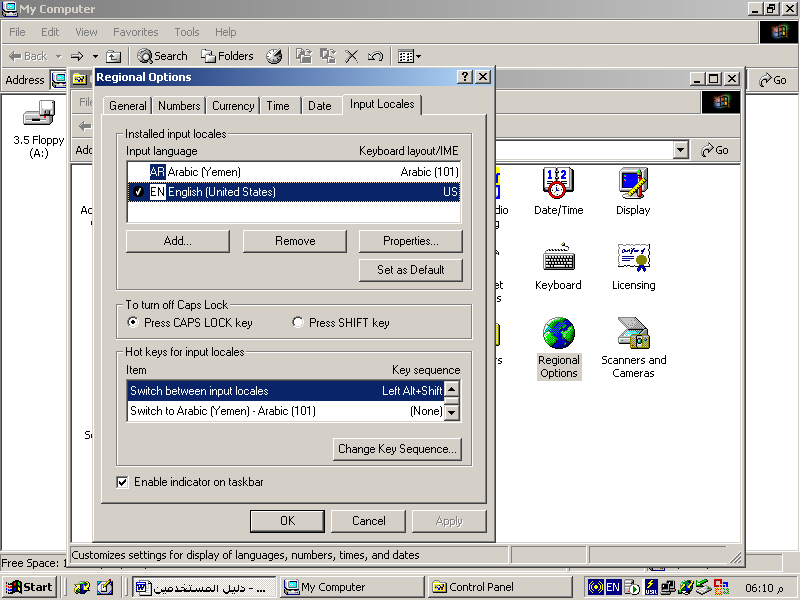 My Computer
File Edit View Favorites Tools Help
Back Search Folders
Address Go
3.5 Floppy
(A:)
Regional Options
General Numbers Currency Time Date Input Locales
Installed input locales
Input language Keyboard layout/IME
AR Arabic (Yemen) Arabic (101)
EN English (United States) US
Add... Remove Properties...
Set as Default
To turn off Caps Lock
Press CAPS LOCK key Press SHIFT key
Hot keys for input locales
Item Key sequence
Switch between input locales Left Alt+Shift
Switch to Arabic (Yemen) - Arabic (101) (None)
Change Key Sequence...
Enable indicator on taskbar
OK Cancel Apply
Go
Date/Time Display
Keyboard Licensing
Regional
Options
Scanners and
Cameras
Customizes settings for display of languages, numbers, times, and dates
Free Space:
Start دليل المستخدمين - ... My Computer Control Panel EN 06:10 م